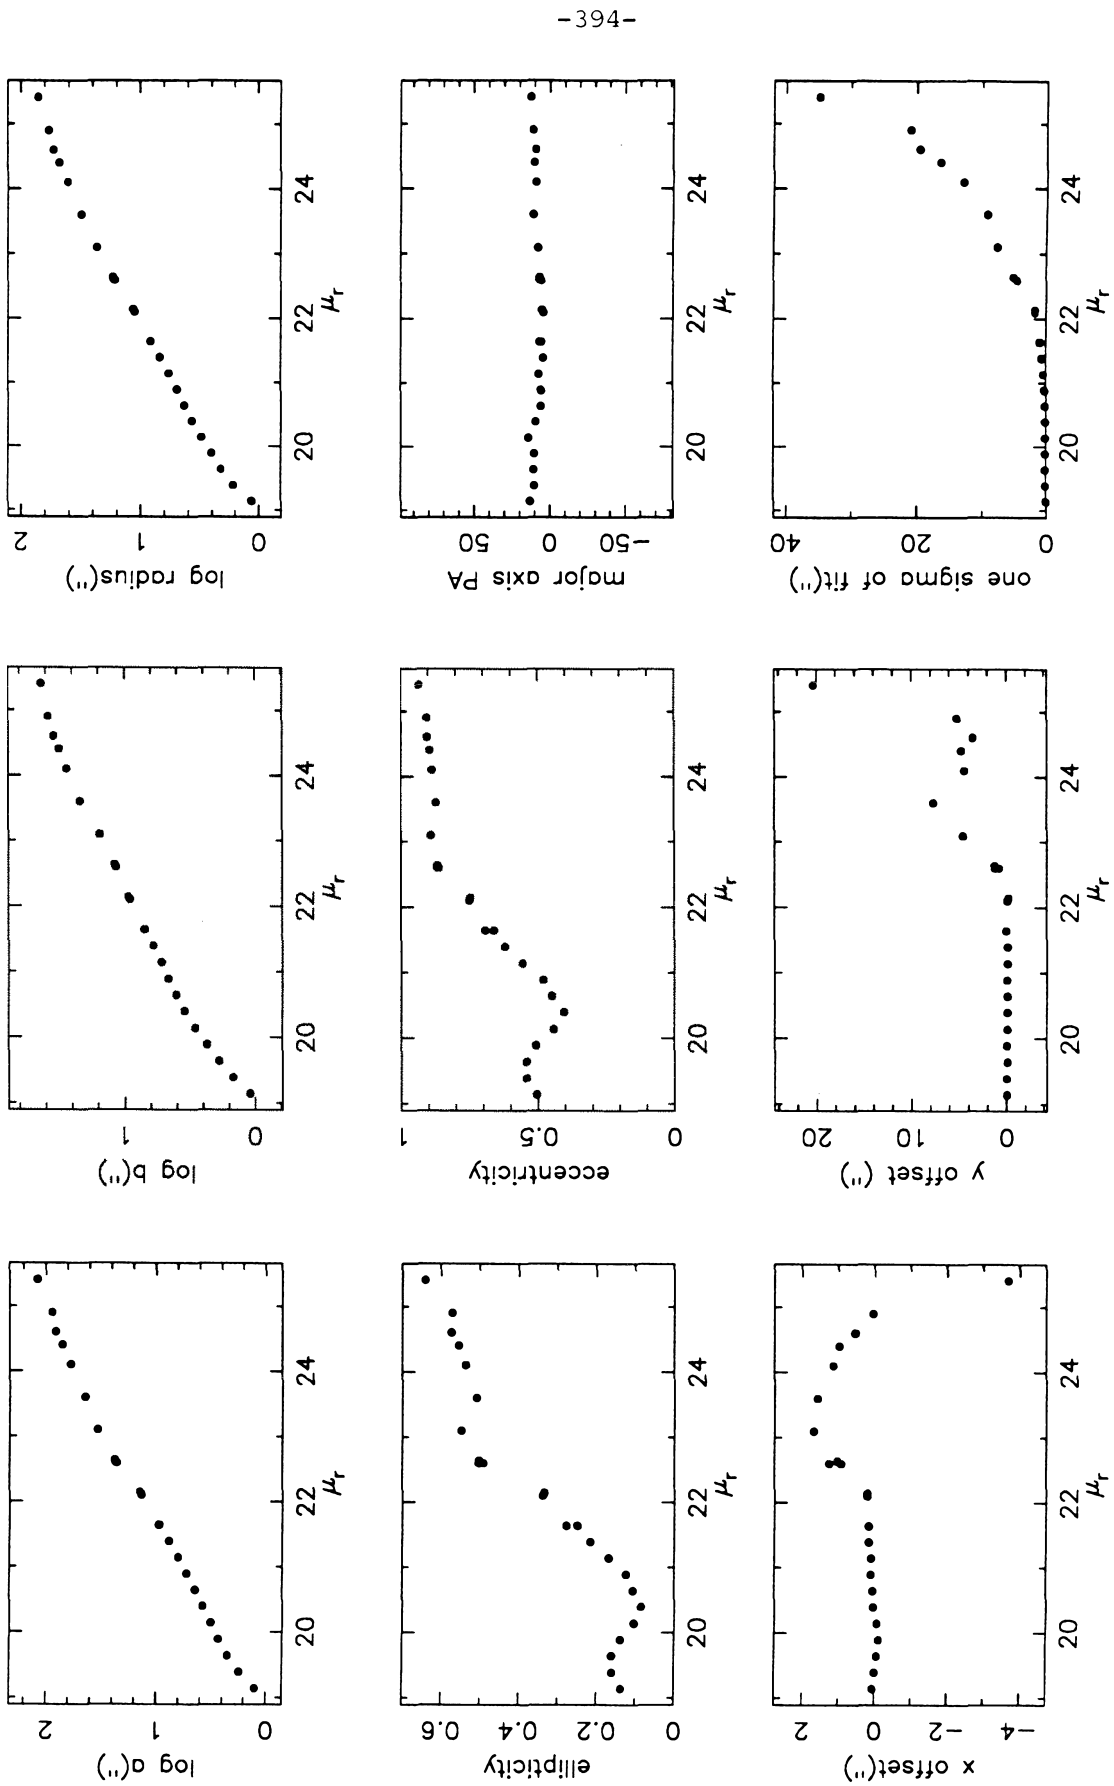 -394-
log a(")
2
1
0
20 22 24
μr
log b(")
1
0
20 22 24
μr
log radius(")
2
1
0
20 22 24
μr
ellipticity
0.6
0.4
0.2
0
20 22 24
μr
eccentricity
1
0.5
0
20 22 24
μr
major axis PA
50
0
-50
20 22 24
μr
x offset(")
2
0
-2
-4
20 22 24
μr
y offset (")
20
10
0
20 22 24
μr
one sigma of fit(")
40
20
0
20 22 24
μr